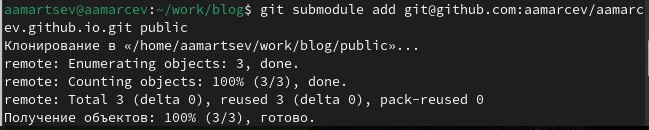 aamartsev@aamarcev:~/work/blog$ git submodule add git@github.com:aamarcev/aamarc
ev.github.io.git public
Клонирование в «/home/aamartsev/work/blog/public»...
remote: Enumerating objects: 3, done.
remote: Counting objects: 100% (3/3), done.
remote: Total 3 (delta 0), reused 3 (delta 0), pack-reused 0
Получение объектов: 100% (3/3), готово.